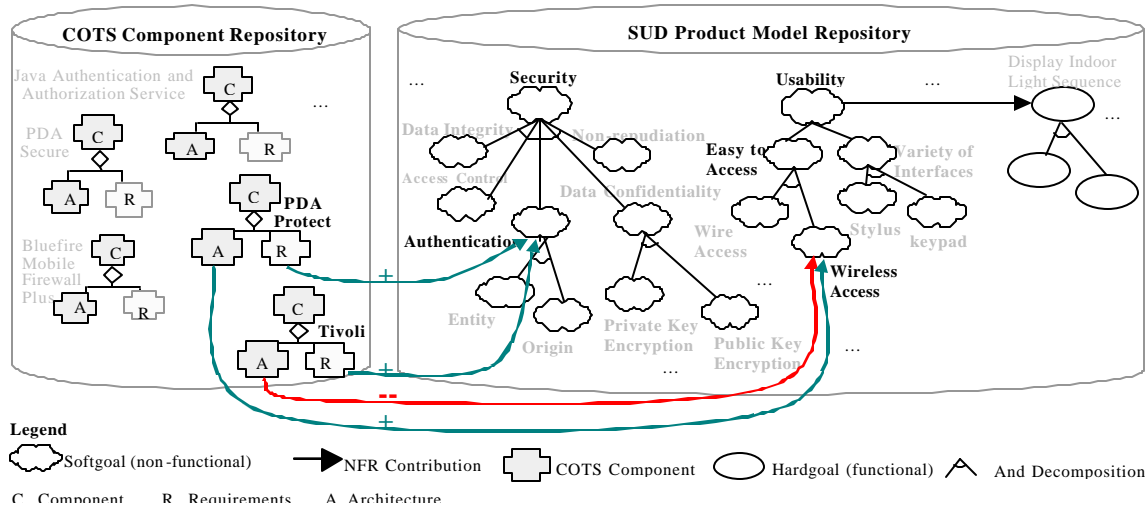 COTS Component Repository
SUD Product Model Repository
Java Authentication and
Authorization Service
C
A
R
...
PDA
Secure
C
A
R
C
PDA
Protect
A
R
Bluefire
Mobile
Firewall
Plus
C
A
R
C
Tivoli
A
R
...
Security
Data Integrity
Non-repudiation
Access Control
Data Confidentiality
Authentication
Entity
Origin
Private Key
Encryption
Public Key
Encryption
...
...
Usability
Easy to
Access
Variety of
Interfaces
Wire
Access
Stylus
keypad
Wireless
Access
...
...
Display Indoor
Light Sequence
...
+
+
--
+
Legend
Softgoal (non-functional)
NFR Contribution
COTS Component
Hardgoal (functional)
And Decomposition
C Component R Requirements A Architecture